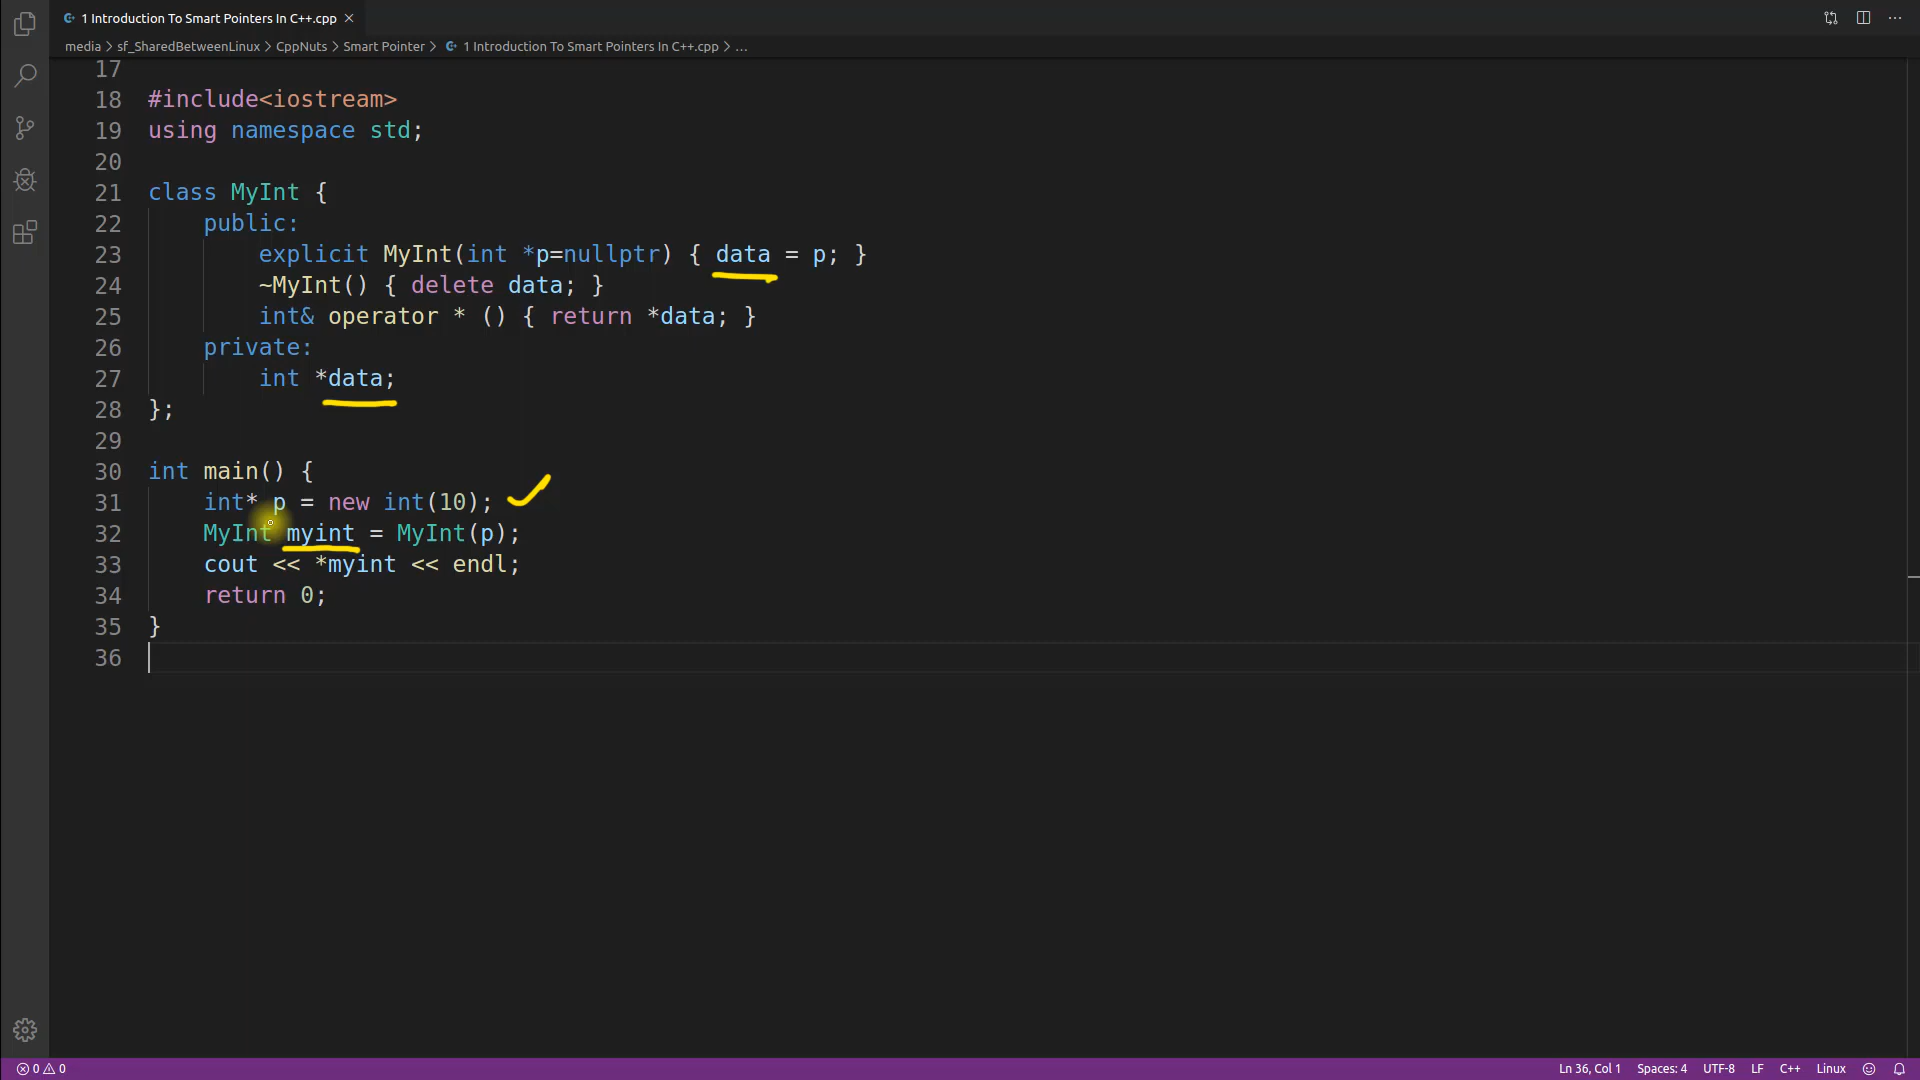 1 Introduction To Smart Pointers In C++.cpp ×
media > sf_SharedBetweenLinux > CppNuts > Smart Pointer > 1 Introduction To Smart Pointers In C++.cpp > ...
17
18 #include<iostream>
19 using namespace std;
20
21 class MyInt {
22     public:
23         explicit MyInt(int *p=nullptr) { data = p; }
24         ~MyInt() { delete data; }
25         int& operator * () { return *data; }
26     private:
27         int *data;
28 };
29
30 int main() {
31     int* p = new int(10);
32     MyInt myint = MyInt(p);
33     cout << *myint << endl;
34     return 0;
35 }
36
0 0 Ln 36, Col 1 Spaces: 4 UTF-8 LF C++ Linux